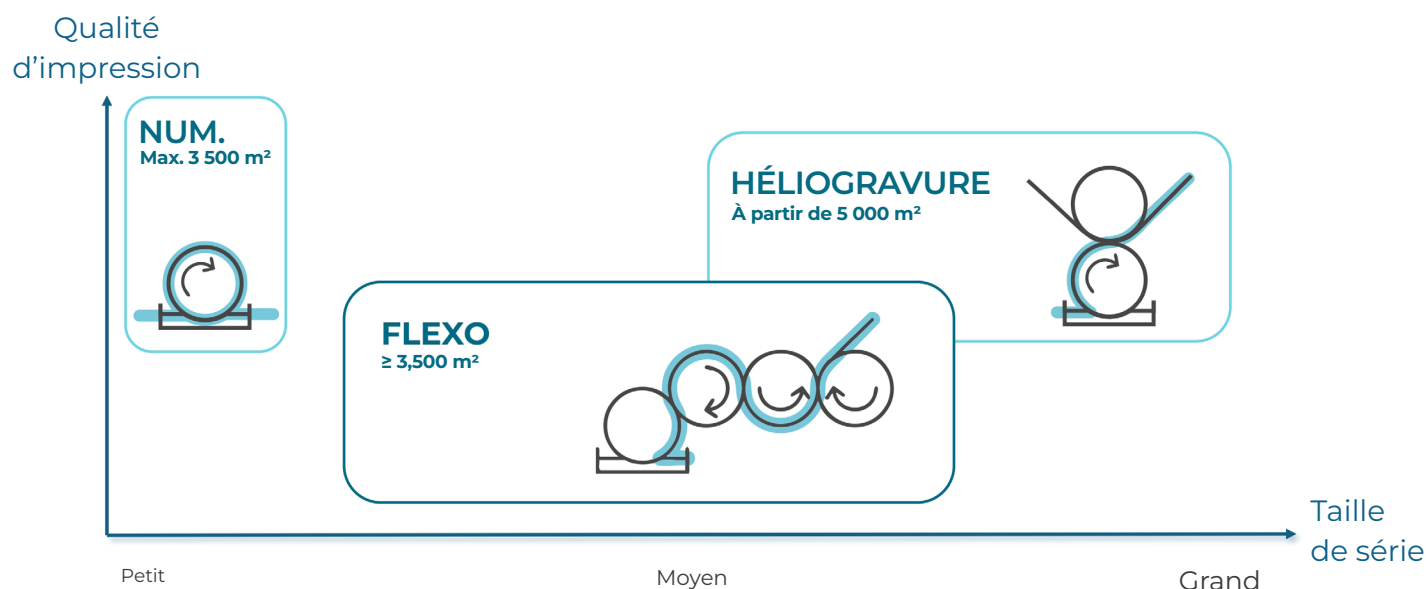 Qualité
d’impression
NUM.
Max. 3 500 m²
HÉLIOGRAVURE
À partir de 5 000 m²
FLEXO
≥ 3,500 m²
Taille
de série
Petit
Moyen
Grand